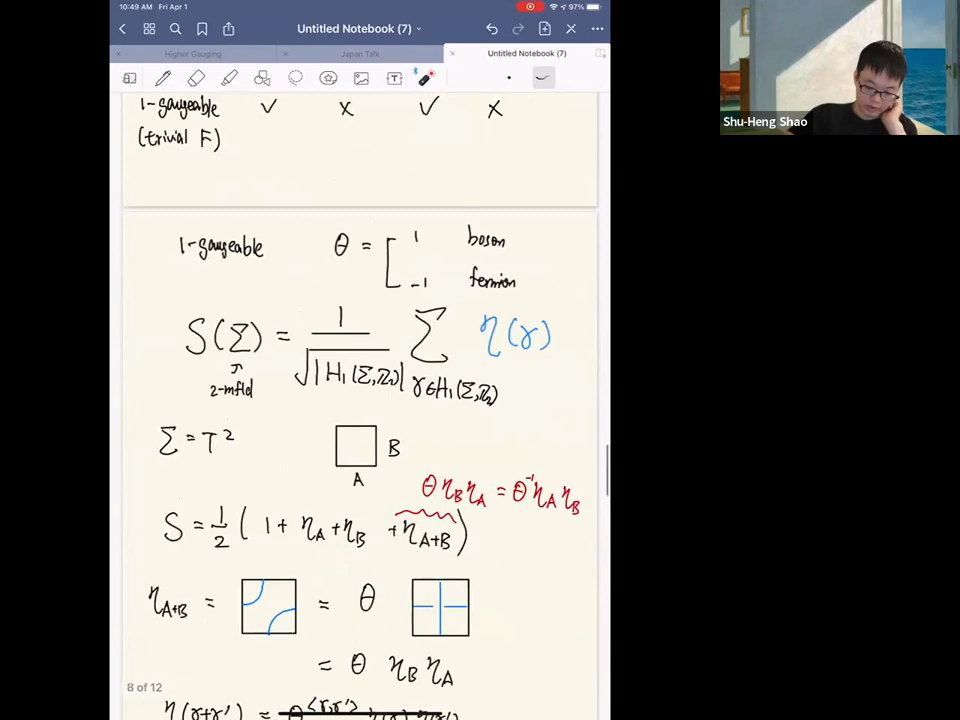 10:49 AM Fri Apr 1
97%
Untitled Notebook (7)
Higher Gauging
Japan Talk
Untitled Notebook (7)
1-gaugeable ✓ × ✓ ×
(trivial F)
1-gaugeable θ = [ 1 boson
-1 fermion
S(Σ) = 1/√|H₁(Σ,ℤ₂)| Σ γ∈H₁(Σ,ℤ₂) η(γ)
2-mfld
Σ = T² B
A
θ η_B η_A = θ⁻¹ η_A η_B
S = 1/2 ( 1 + η_A + η_B + η_{A+B} )
η_{A+B} = = θ
= θ η_B η_A
8 of 12
η(γ+γ') = θ^{⟨γ,γ'⟩} η(γ) η(γ')
Shu-Heng Shao